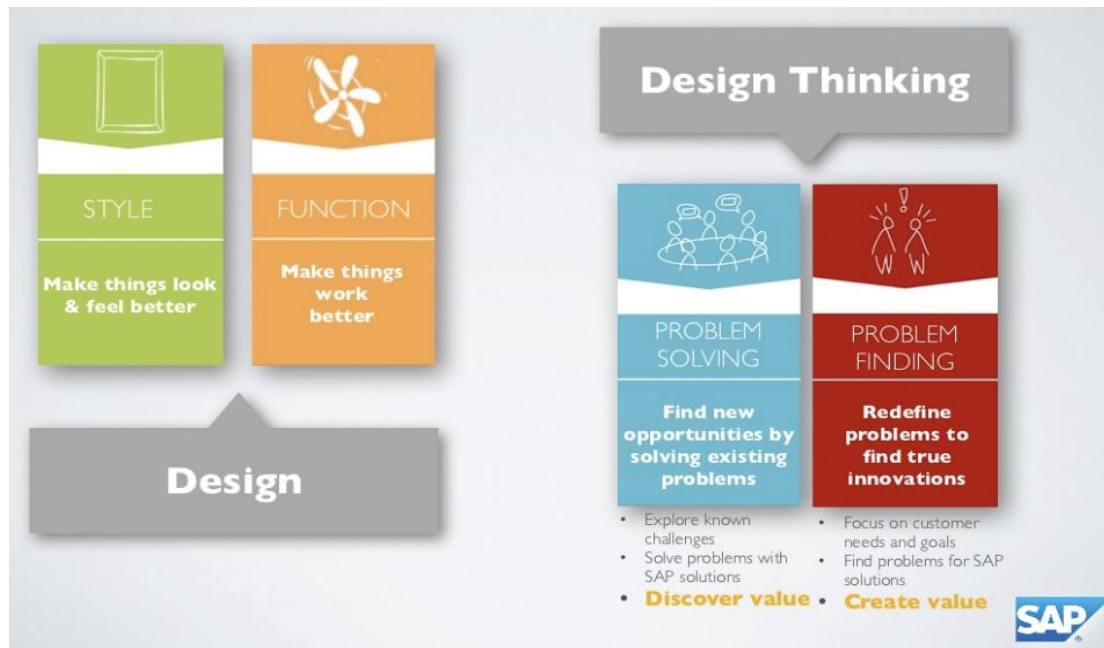 STYLE
Make things look
& feel better
FUNCTION
Make things
work
better
Design
Design Thinking
PROBLEM
SOLVING
Find new
opportunities by
solving existing
problems
• Explore known
challenges
• Solve problems with
SAP solutions
• Discover value
PROBLEM
FINDING
Redefine
problems to
find true
innovations
• Focus on customer
needs and goals
• Find problems for SAP
solutions
• Create value
SAP